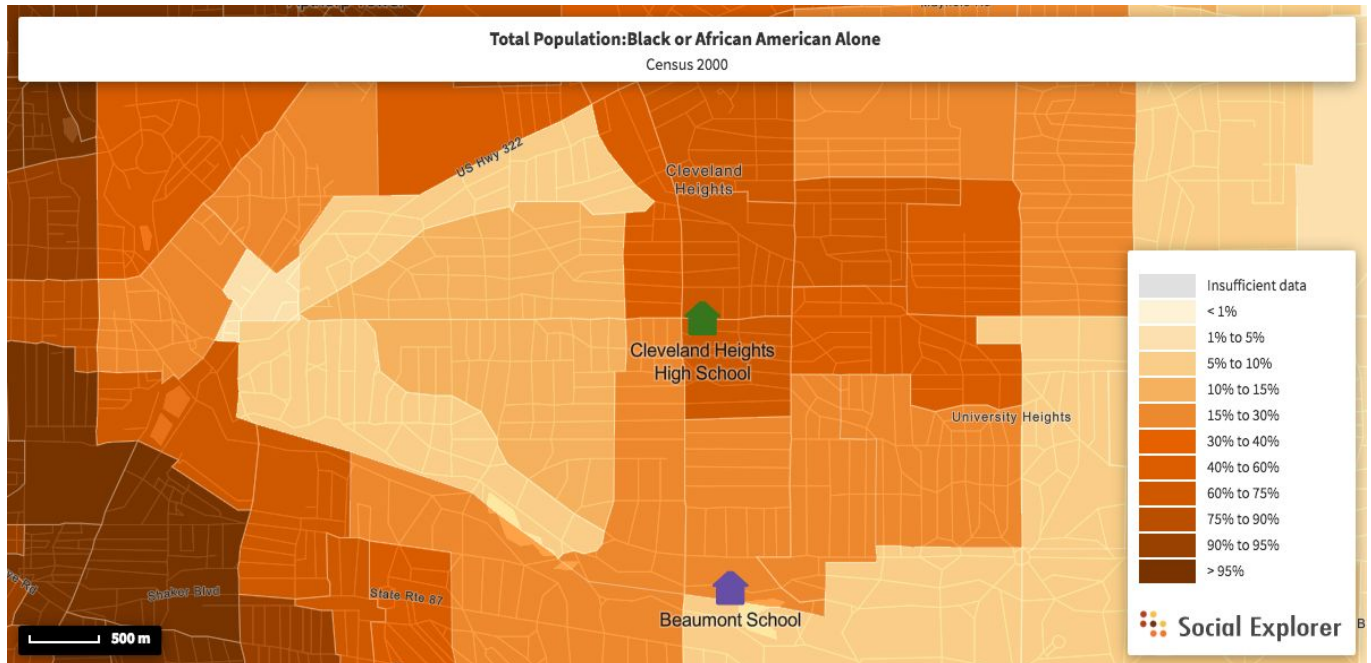 Total Population:Black or African American Alone
Census 2000
US Hwy 322
Cleveland
Heights
Cleveland Heights
High School
University Heights
Beaumont School
Shaker Blvd
State Rte 87
500 m
Insufficient data
< 1%
1% to 5%
5% to 10%
10% to 15%
15% to 30%
30% to 40%
40% to 60%
60% to 75%
75% to 90%
90% to 95%
> 95%
Social Explorer
B